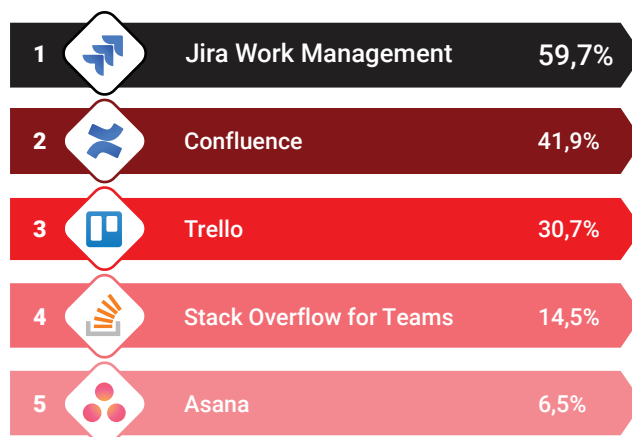 1 Jira Work Management 59,7%
2 Confluence 41,9%
3 Trello 30,7%
4 Stack Overflow for Teams 14,5%
5 Asana 6,5%